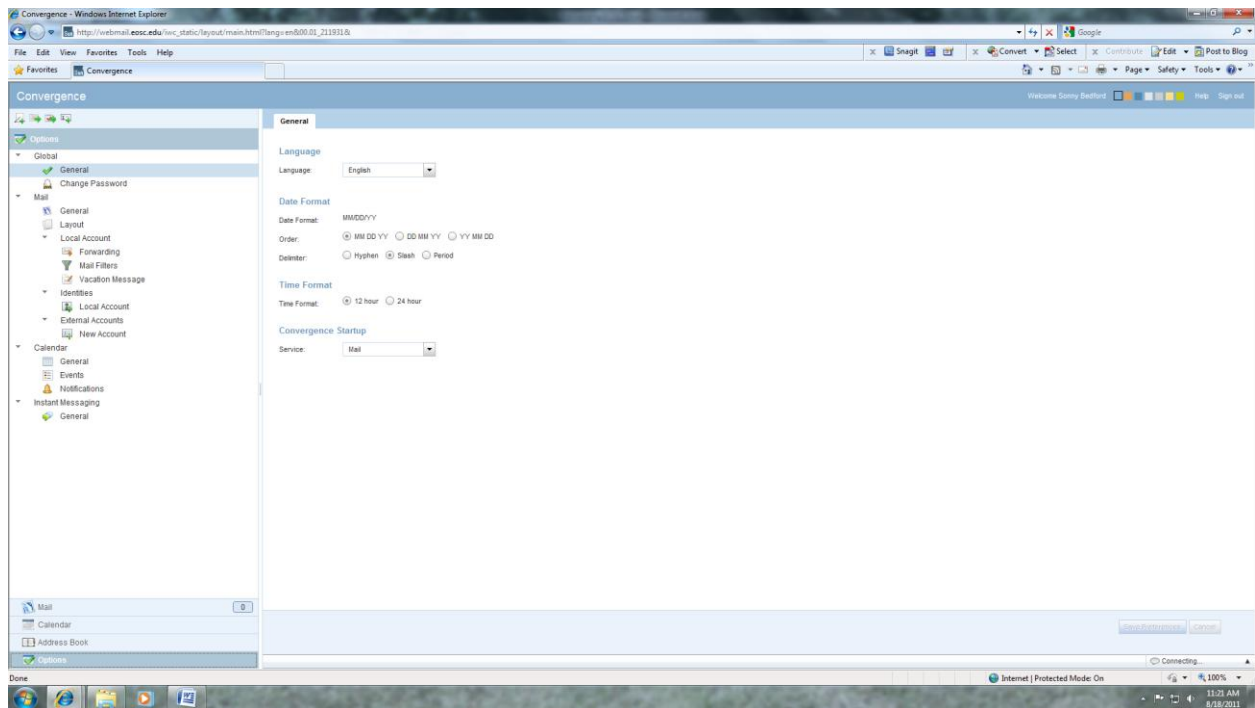 Convergence - Windows Internet Explorer
http://webmail.eosc.edu/iwc_static/layout/main.html?lang=en&00.01_211931&
Google
File Edit View Favorites Tools Help
x Snagit
x Convert Select
x Contribute Edit Post to Blog
Favorites Convergence
Page Safety Tools
Convergence
Welcome Sonny Bedford Help Sign out
Options
Global
General
Change Password
Mail
General
Layout
Local Account
Forwarding
Mail Filters
Vacation Message
Identities
Local Account
External Accounts
New Account
Calendar
General
Events
Notifications
Instant Messaging
General
Mail 0
Calendar
Address Book
Options
General
Language
Language: English
Date Format
Date Format: MM/DD/YY
Order: MM DD YY DD MM YY YY MM DD
Delimiter: Hyphen Slash Period
Time Format
Time Format: 12 hour 24 hour
Convergence Startup
Service: Mail
Save Preferences Cancel
Connecting...
Done
Internet | Protected Mode: On
100%
11:21 AM
8/18/2011